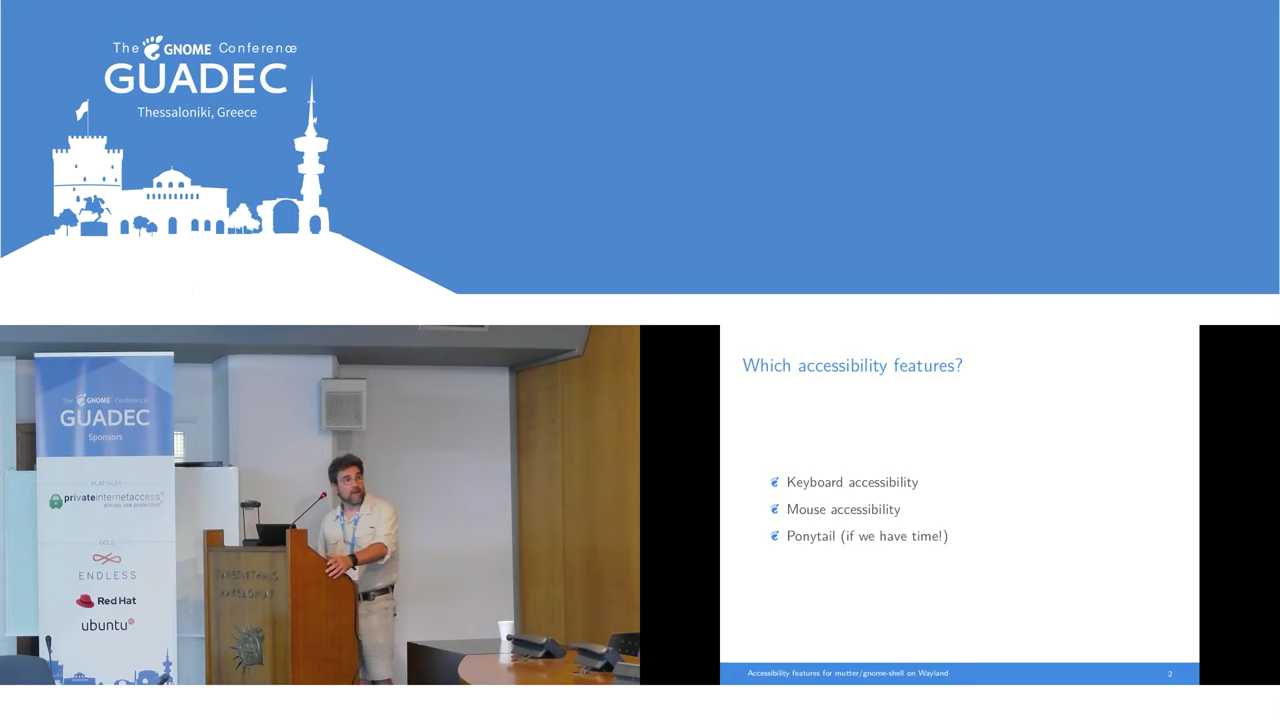 The GNOME Conference
GUADEC
Thessaloniki, Greece
The GNOME Conference
GUADEC
Sponsors
PLATINUM
privateinternetaccess
always use protection
GOLD
ENDLESS
Red Hat
ubuntu
ΠΑΝΕΠΙΣΤΗΜΙΟ
ΜΑΚΕΔΟΝΙΑΣ
Which accessibility features?
Keyboard accessibility
Mouse accessibility
Ponytail (if we have time!)
Accessibility features for mutter/gnome-shell on Wayland
2